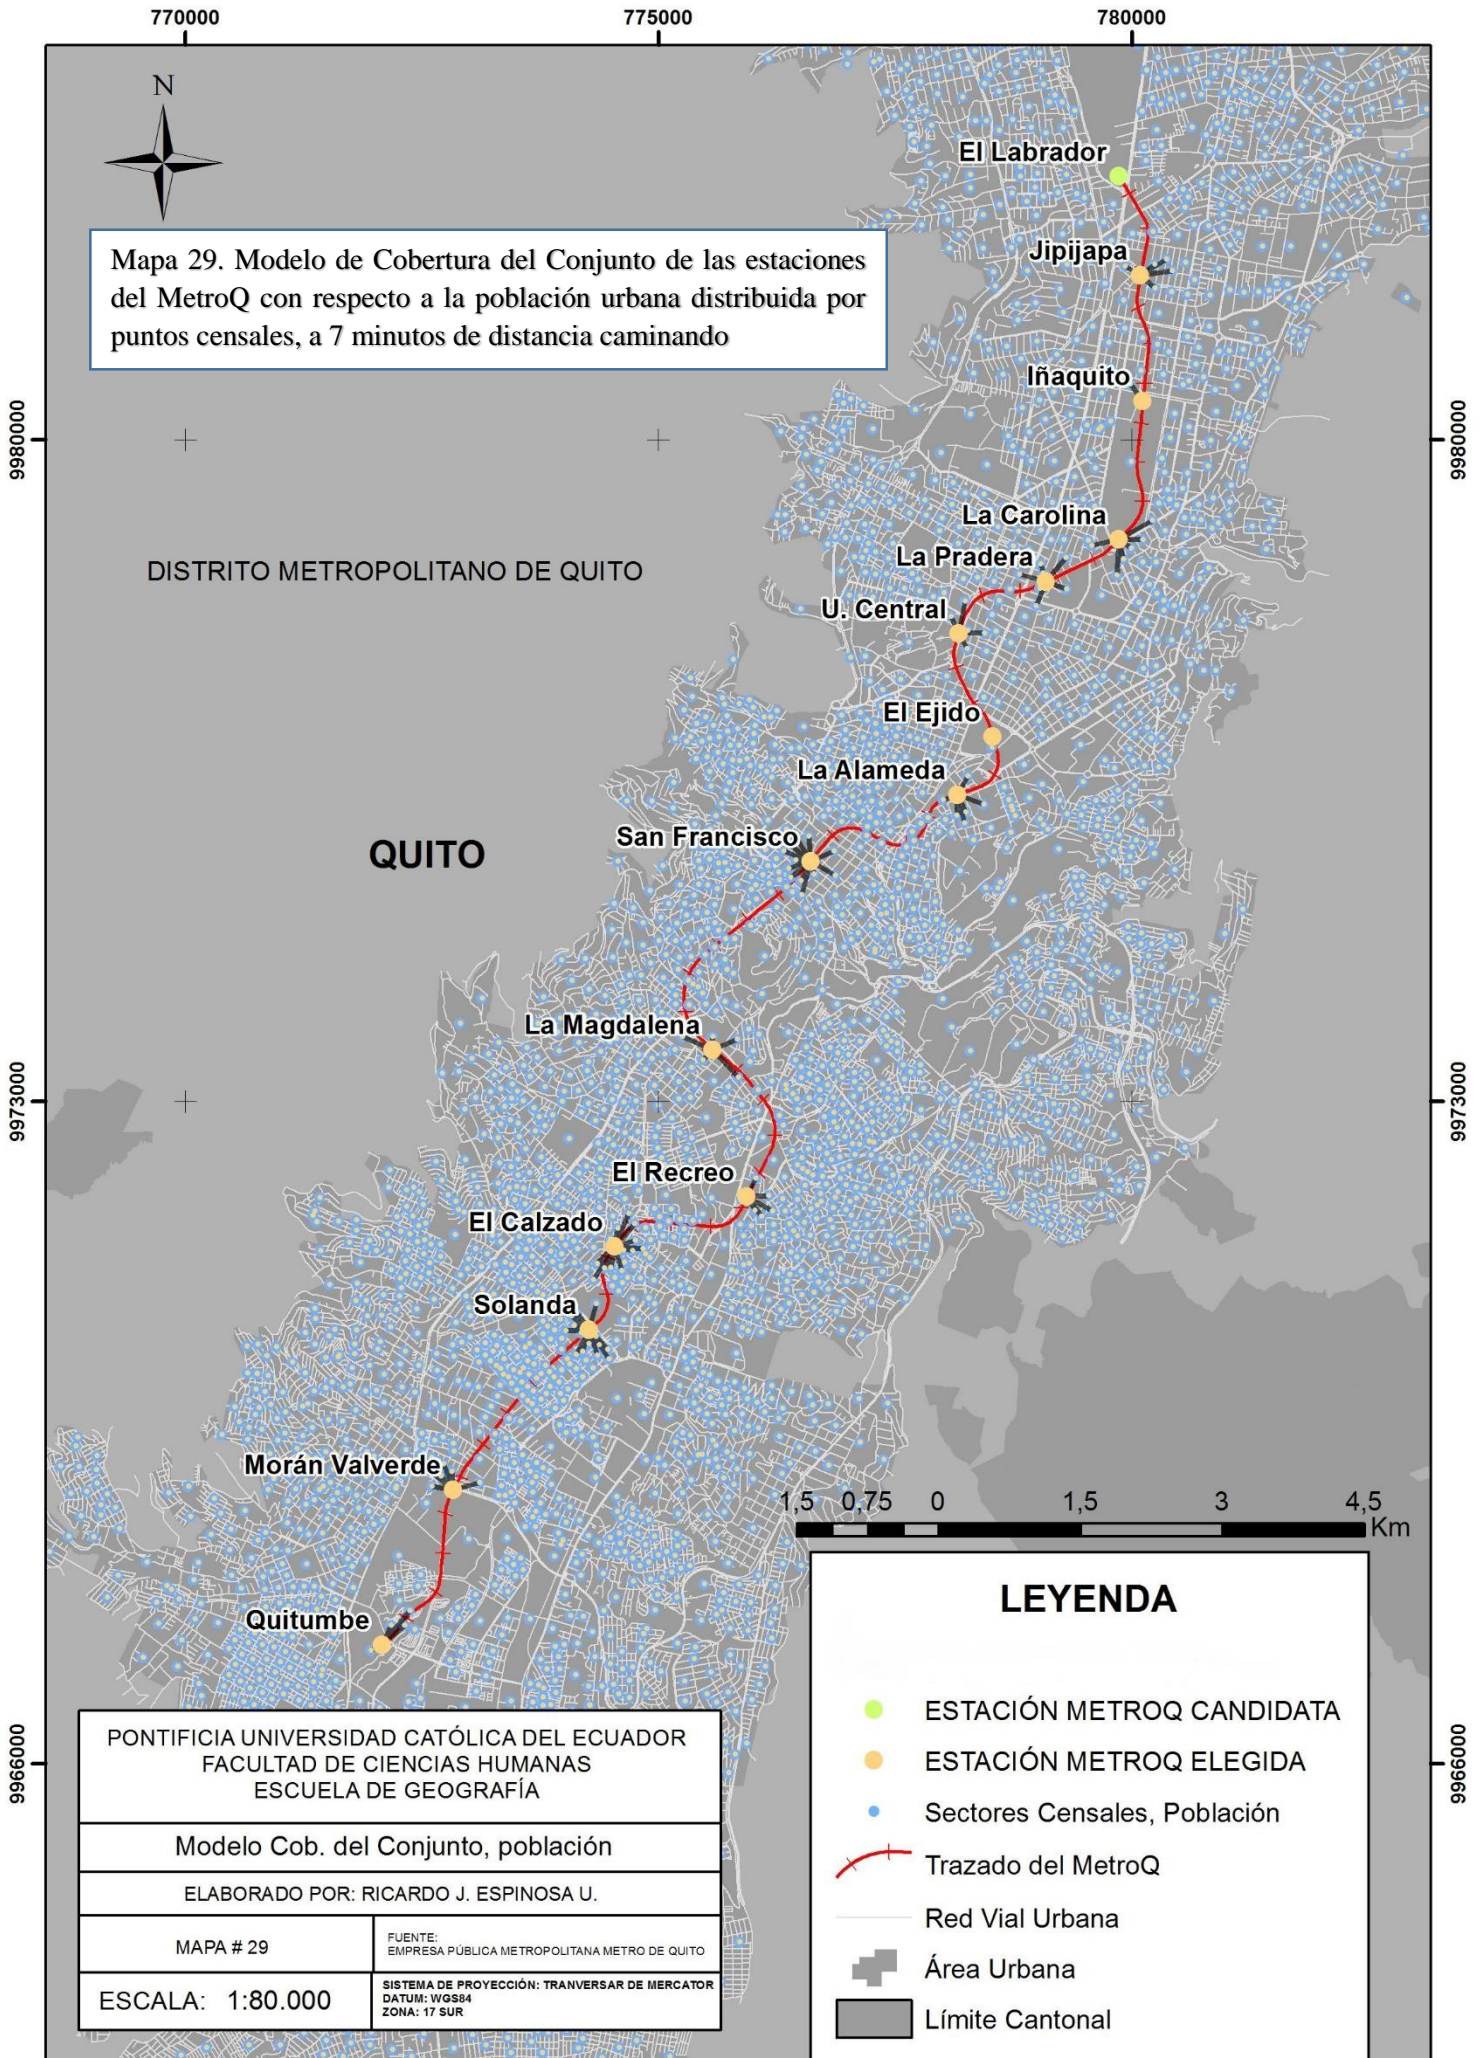 770000
775000
780000
N
El Labrador
Mapa 29. Modelo de Cobertura del Conjunto de las estaciones
del MetroQ con respecto a la población urbana distribuida por
puntos censales, a 7 minutos de distancia caminando
Jipijapa
Iñaquito
9980000
9980000
La Carolina
La Pradera
DISTRITO METROPOLITANO DE QUITO
U. Central
El Ejido
La Alameda
San Francisco
QUITO
La Magdalena
9973000
9973000
El Recreo
El Calzado
Solanda
Morán Valverde
1,5 0,75 0 1,5 3 4,5
Km
Quitumbe
LEYENDA
ESTACIÓN METROQ CANDIDATA
ESTACIÓN METROQ ELEGIDA
Sectores Censales, Población
Trazado del MetroQ
Red Vial Urbana
Área Urbana
Límite Cantonal
9966000
9966000
PONTIFICIA UNIVERSIDAD CATÓLICA DEL ECUADOR
FACULTAD DE CIENCIAS HUMANAS
ESCUELA DE GEOGRAFÍA
Modelo Cob. del Conjunto, población
ELABORADO POR: RICARDO J. ESPINOSA U.
MAPA # 29
FUENTE:
EMPRESA PÚBLICA METROPOLITANA METRO DE QUITO
ESCALA: 1:80.000
SISTEMA DE PROYECCIÓN: TRANVERSAR DE MERCATOR
DATUM: WGS84
ZONA: 17 SUR